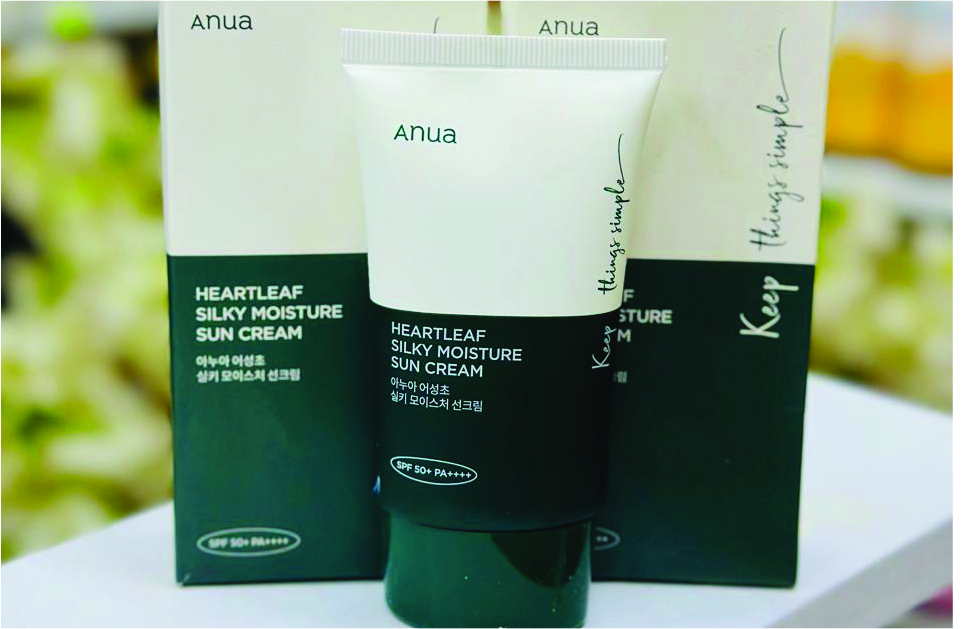 Anua
HEARTLEAF
SILKY MOISTURE
SUN CREAM
아누아 어성초
실키 모이스처 선크림
SPF 50+ PA++++
Anua
Keep things simple
HEARTLEAF
SILKY MOISTURE
SUN CREAM
아누아 어성초
실키 모이스처 선크림
SPF 50+ PA++++
Anua
Keep things simple